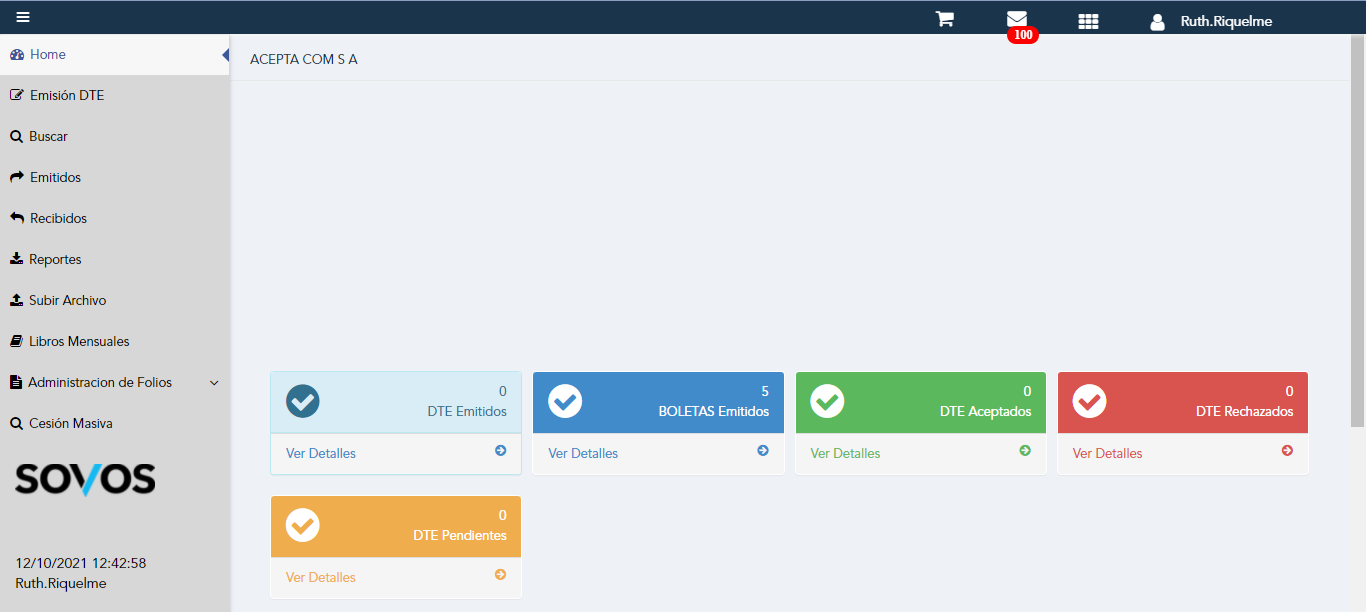 100
Ruth.Riquelme
Home
Emisión DTE
Buscar
Emitidos
Recibidos
Reportes
Subir Archivo
Libros Mensuales
Administracion de Folios
Cesión Masiva
SOVOS
12/10/2021 12:42:58
Ruth.Riquelme
ACEPTA COM S A
0
DTE Emitidos
Ver Detalles
5
BOLETAS Emitidos
Ver Detalles
0
DTE Aceptados
Ver Detalles
0
DTE Rechazados
Ver Detalles
0
DTE Pendientes
Ver Detalles